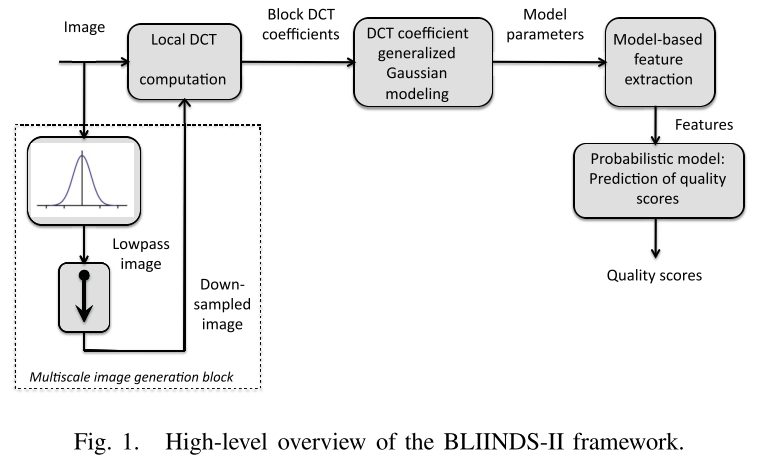 Image
Local DCT
computation
Block DCT
coefficients
DCT coefficient
generalized
Gaussian
modeling
Model
parameters
Model-based
feature
extraction
Features
Probabilistic model:
Prediction of quality
scores
Quality scores
Lowpass
image
Down-
sampled
image
Multiscale image generation block
Fig. 1. High-level overview of the BLIINDS-II framework.